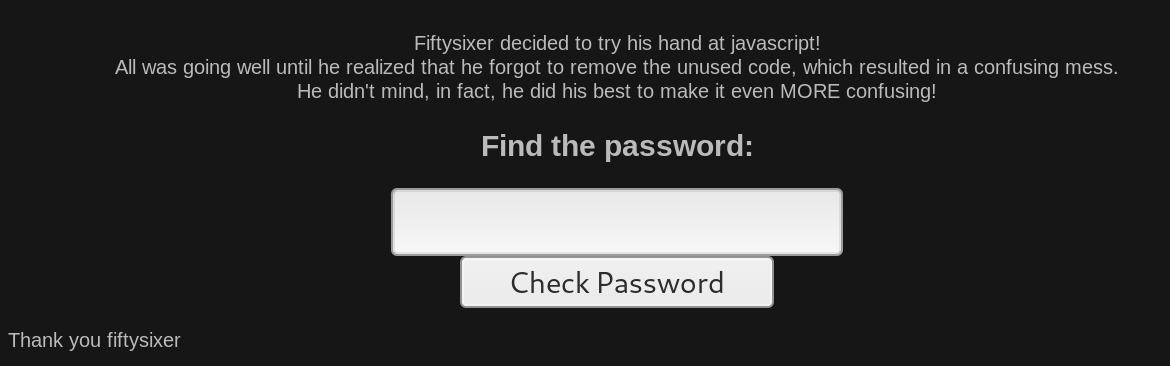 Fiftysixer decided to try his hand at javascript!
All was going well until he realized that he forgot to remove the unused code, which resulted in a confusing mess.
He didn't mind, in fact, he did his best to make it even MORE confusing!
Find the password:
Check Password
Thank you fiftysixer